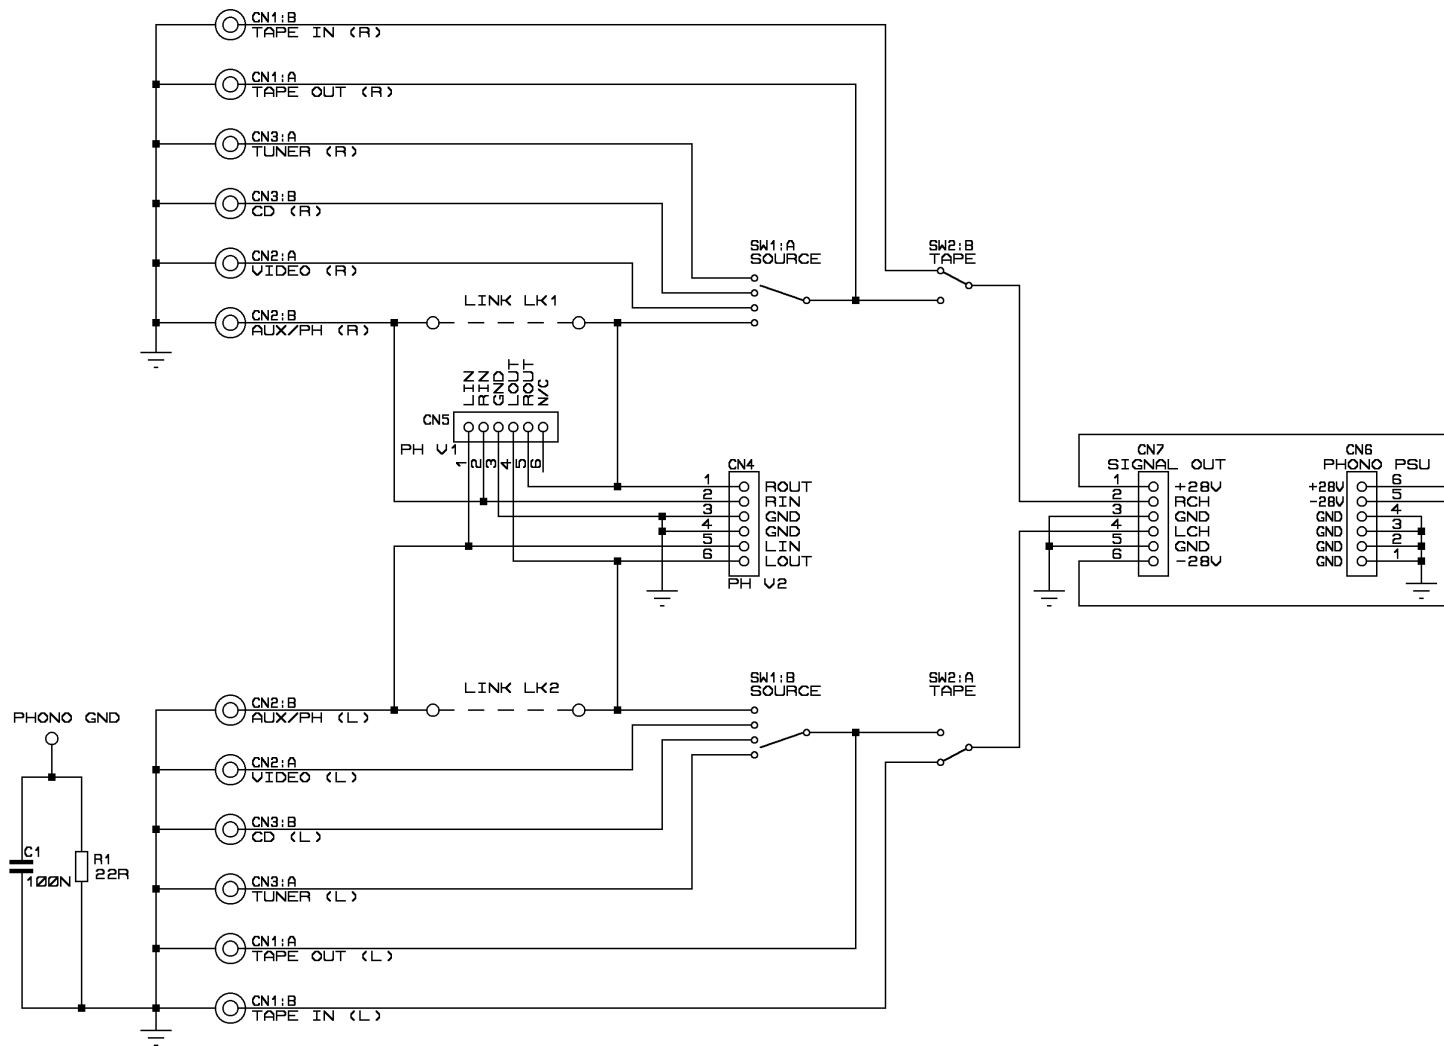 CN1:B
TAPE IN (R)
CN1:A
TAPE OUT (R)
CN3:A
TUNER (R)
CN3:B
CD (R)
CN2:A
VIDEO (R)
CN2:B
AUX/PH (R)
LINK LK1
SW1:A
SOURCE
SW2:B
TAPE
LIN
RIN
GND
LOUT
ROUT
N/C
CN5
PH V1
1
2
3
4
5
6
CN4
1 ROUT
2 RIN
3 GND
4 GND
5 LIN
6 LOUT
PH V2
CN7
SIGNAL OUT
1 +28V
2 RCH
3 GND
4 LCH
5 GND
6 -28V
CN6
PHONO PSU
+28V 6
-28V 5
GND 4
GND 3
GND 2
GND 1
LINK LK2
SW1:B
SOURCE
SW2:A
TAPE
PHONO GND
C1
100N
R1
22R
CN2:B
AUX/PH (L)
CN2:A
VIDEO (L)
CN3:B
CD (L)
CN3:A
TUNER (L)
CN1:A
TAPE OUT (L)
CN1:B
TAPE IN (L)